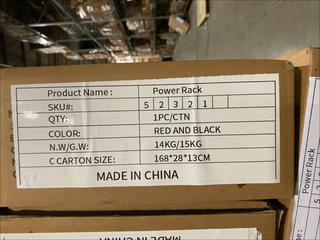 Product Name: Power Rack
SKU#: 5 2 3 2 1
QTY: 1PC/CTN
COLOR: RED AND BLACK
N.W/G.W: 14KG/15KG
C CARTON SIZE: 168*28*13CM
MADE IN CHINA
Power Rack